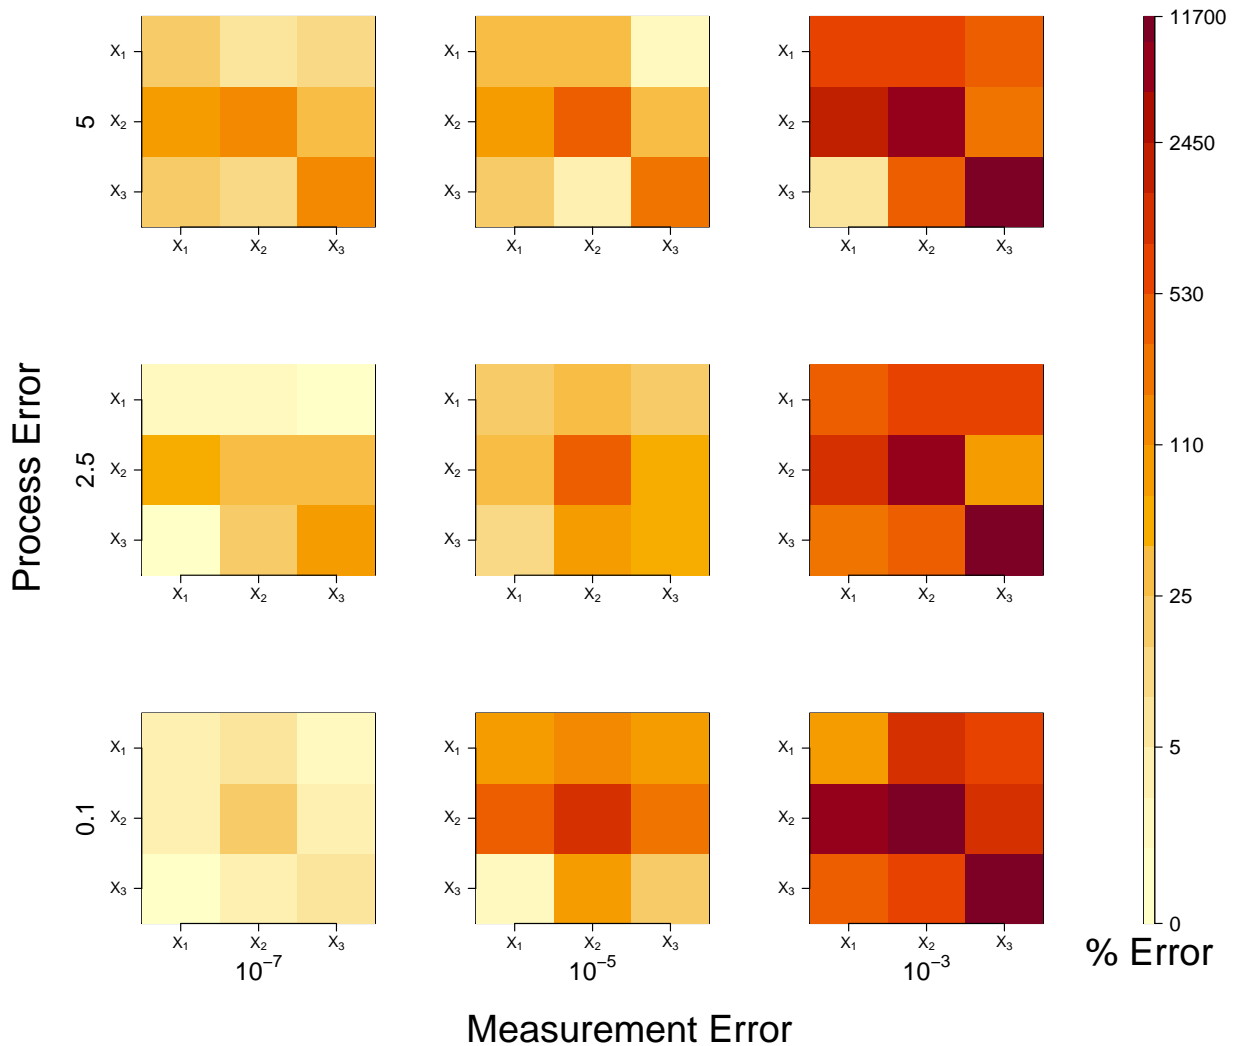 Process Error
5
X₁
X₂
X₃
X₁ X₂ X₃
X₁
X₂
X₃
X₁ X₂ X₃
X₁
X₂
X₃
X₁ X₂ X₃
2.5
X₁
X₂
X₃
X₁ X₂ X₃
X₁
X₂
X₃
X₁ X₂ X₃
X₁
X₂
X₃
X₁ X₂ X₃
0.1
X₁
X₂
X₃
X₁ X₂ X₃
10⁻⁷
X₁
X₂
X₃
X₁ X₂ X₃
10⁻⁵
X₁
X₂
X₃
X₁ X₂ X₃
10⁻³
Measurement Error
11700
2450
530
110
25
5
0
% Error